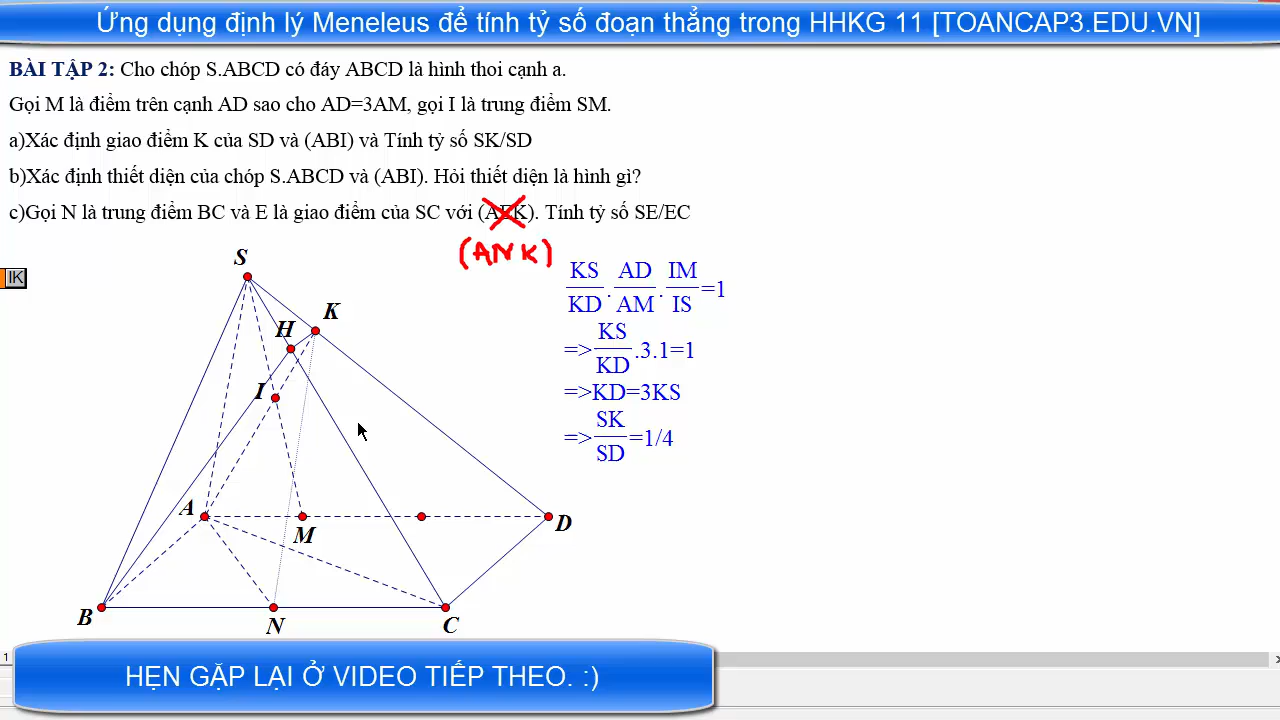 Ứng dụng định lý Meneleus để tính tỷ số đoạn thẳng trong HHKG 11 [TOANCAP3.EDU.VN]
BÀI TẬP 2: Cho chóp S.ABCD có đáy ABCD là hình thoi cạnh a.
Gọi M là điểm trên cạnh AD sao cho AD=3AM, gọi I là trung điểm SM.
a)Xác định giao điểm K của SD và (ABI) và Tính tỷ số SK/SD
b)Xác định thiết diện của chóp S.ABCD và (ABI). Hỏi thiết diện là hình gì?
c)Gọi N là trung điểm BC và E là giao điểm của SC với (AEK). Tính tỷ số SE/EC
(ANK)
IK
S
K
H
I
A
M
D
B
N
C
KS/KD . AD/AM . IM/IS =1
=> KS/KD .3.1=1
=>KD=3KS
=> SK/SD =1/4
1
HẸN GẶP LẠI Ở VIDEO TIẾP THEO. :)